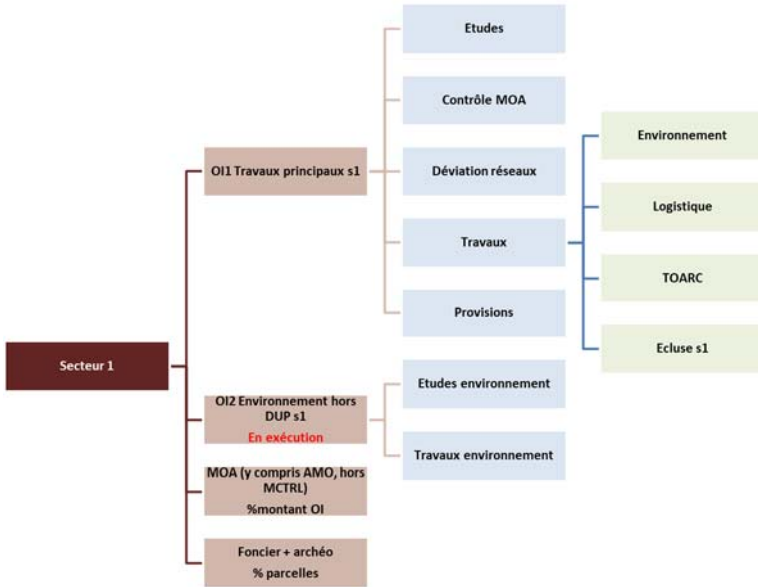 Secteur 1
OI1 Travaux principaux s1
Etudes
Contrôle MOA
Déviation réseaux
Travaux
Environnement
Logistique
TOARC
Ecluse s1
Provisions
OI2 Environnement hors
DUP s1
En exécution
Etudes environnement
Travaux environnement
MOA (y compris AMO, hors
MCTRL)
%montant OI
Foncier + archéo
% parcelles